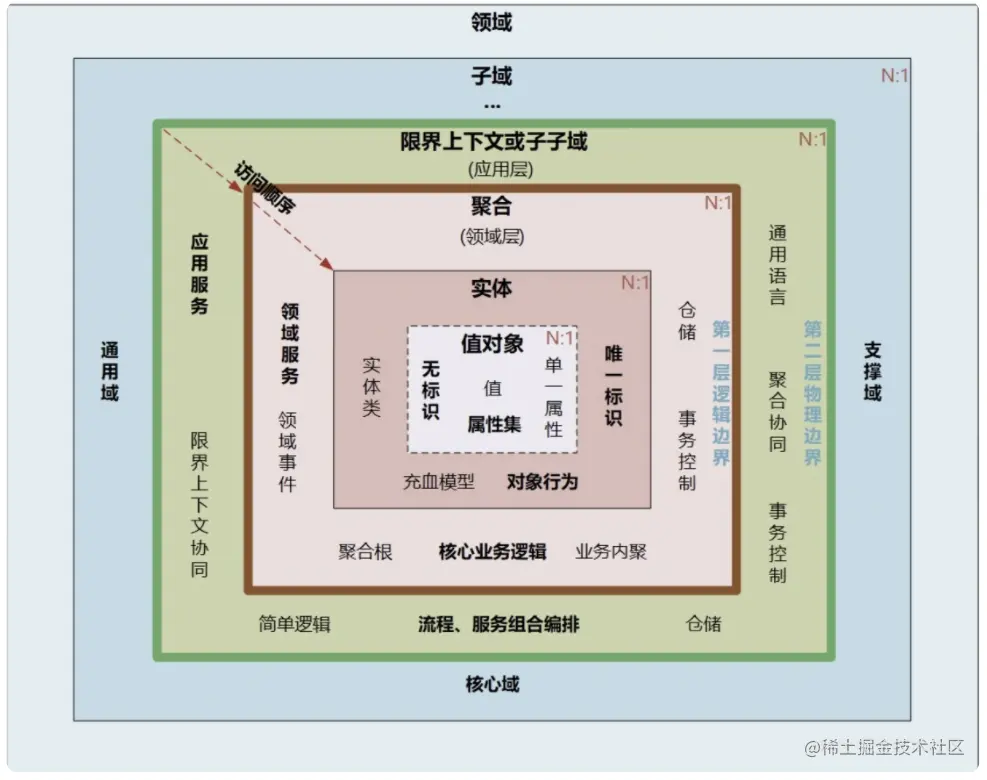 领域
子域
N:1
...
限界上下文或子子域
N:1
(应用层)
访问顺序
聚合
N:1
(领域层)
实体
N:1
值对象
N:1
无标识
值
单一属性
属性集
实体类
唯一标识
充血模型
对象行为
领域服务
领域事件
仓储
事务控制
第一层逻辑边界
聚合根
核心业务逻辑
业务内聚
应用服务
限界上下文协同
通用语言
聚合协同
事务控制
第二层物理边界
简单逻辑
流程、服务组合编排
仓储
通用域
支撑域
核心域
@稀土掘金技术社区